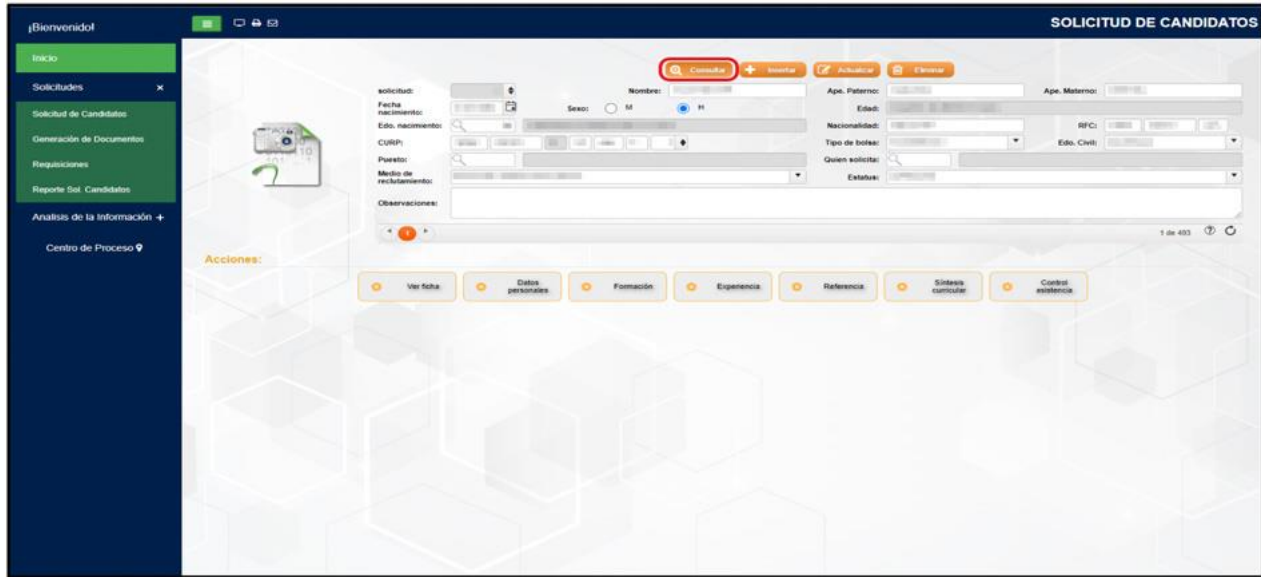 ¡Bienvenido!
SOLICITUD DE CANDIDATOS
Inicio
Solicitudes ×
Solicitud de Candidatos
Generación de Documentos
Requisiciones
Reporte Sol. Candidatos
Analisis de la Información +
Centro de Proceso
Consultar Insertar Actualizar Eliminar
solicitud: Nombre: Ape. Paterno: Ape. Materno:
Fecha nacimiento: Sexo: M H Edad:
Edo. nacimiento: Nacionalidad: RFC:
CURP: Tipo de bolsa: Edo. Civil:
Puesto: Quien solicita:
Medio de reclutamiento: Estatus:
Observaciones:
1 1 de 493
Acciones:
Ver ficha Datos personales Formación Experiencia Referencia Síntesis curricular Control asistencia